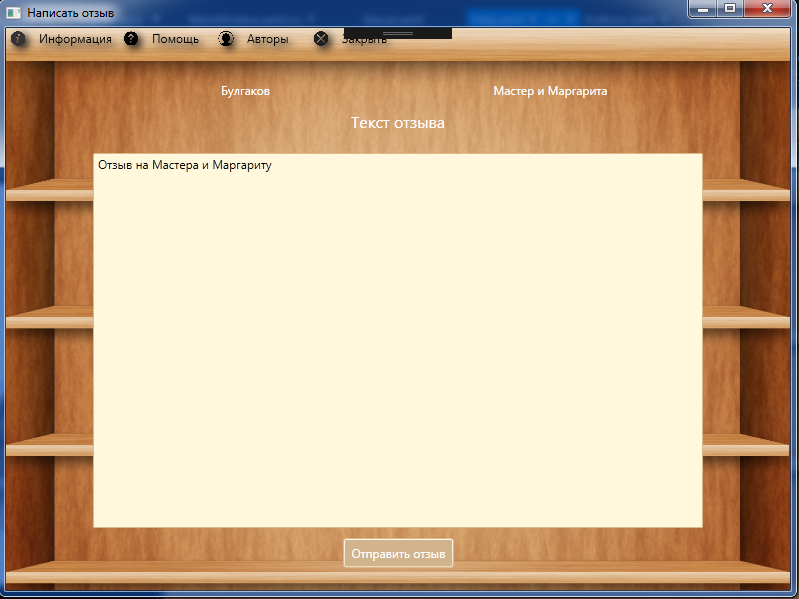 Написать отзыв
Информация Помощь Авторы Закрыть
Булгаков Мастер и Маргарита
Текст отзыва
Отзыв на Мастера и Маргариту
Отправить отзыв